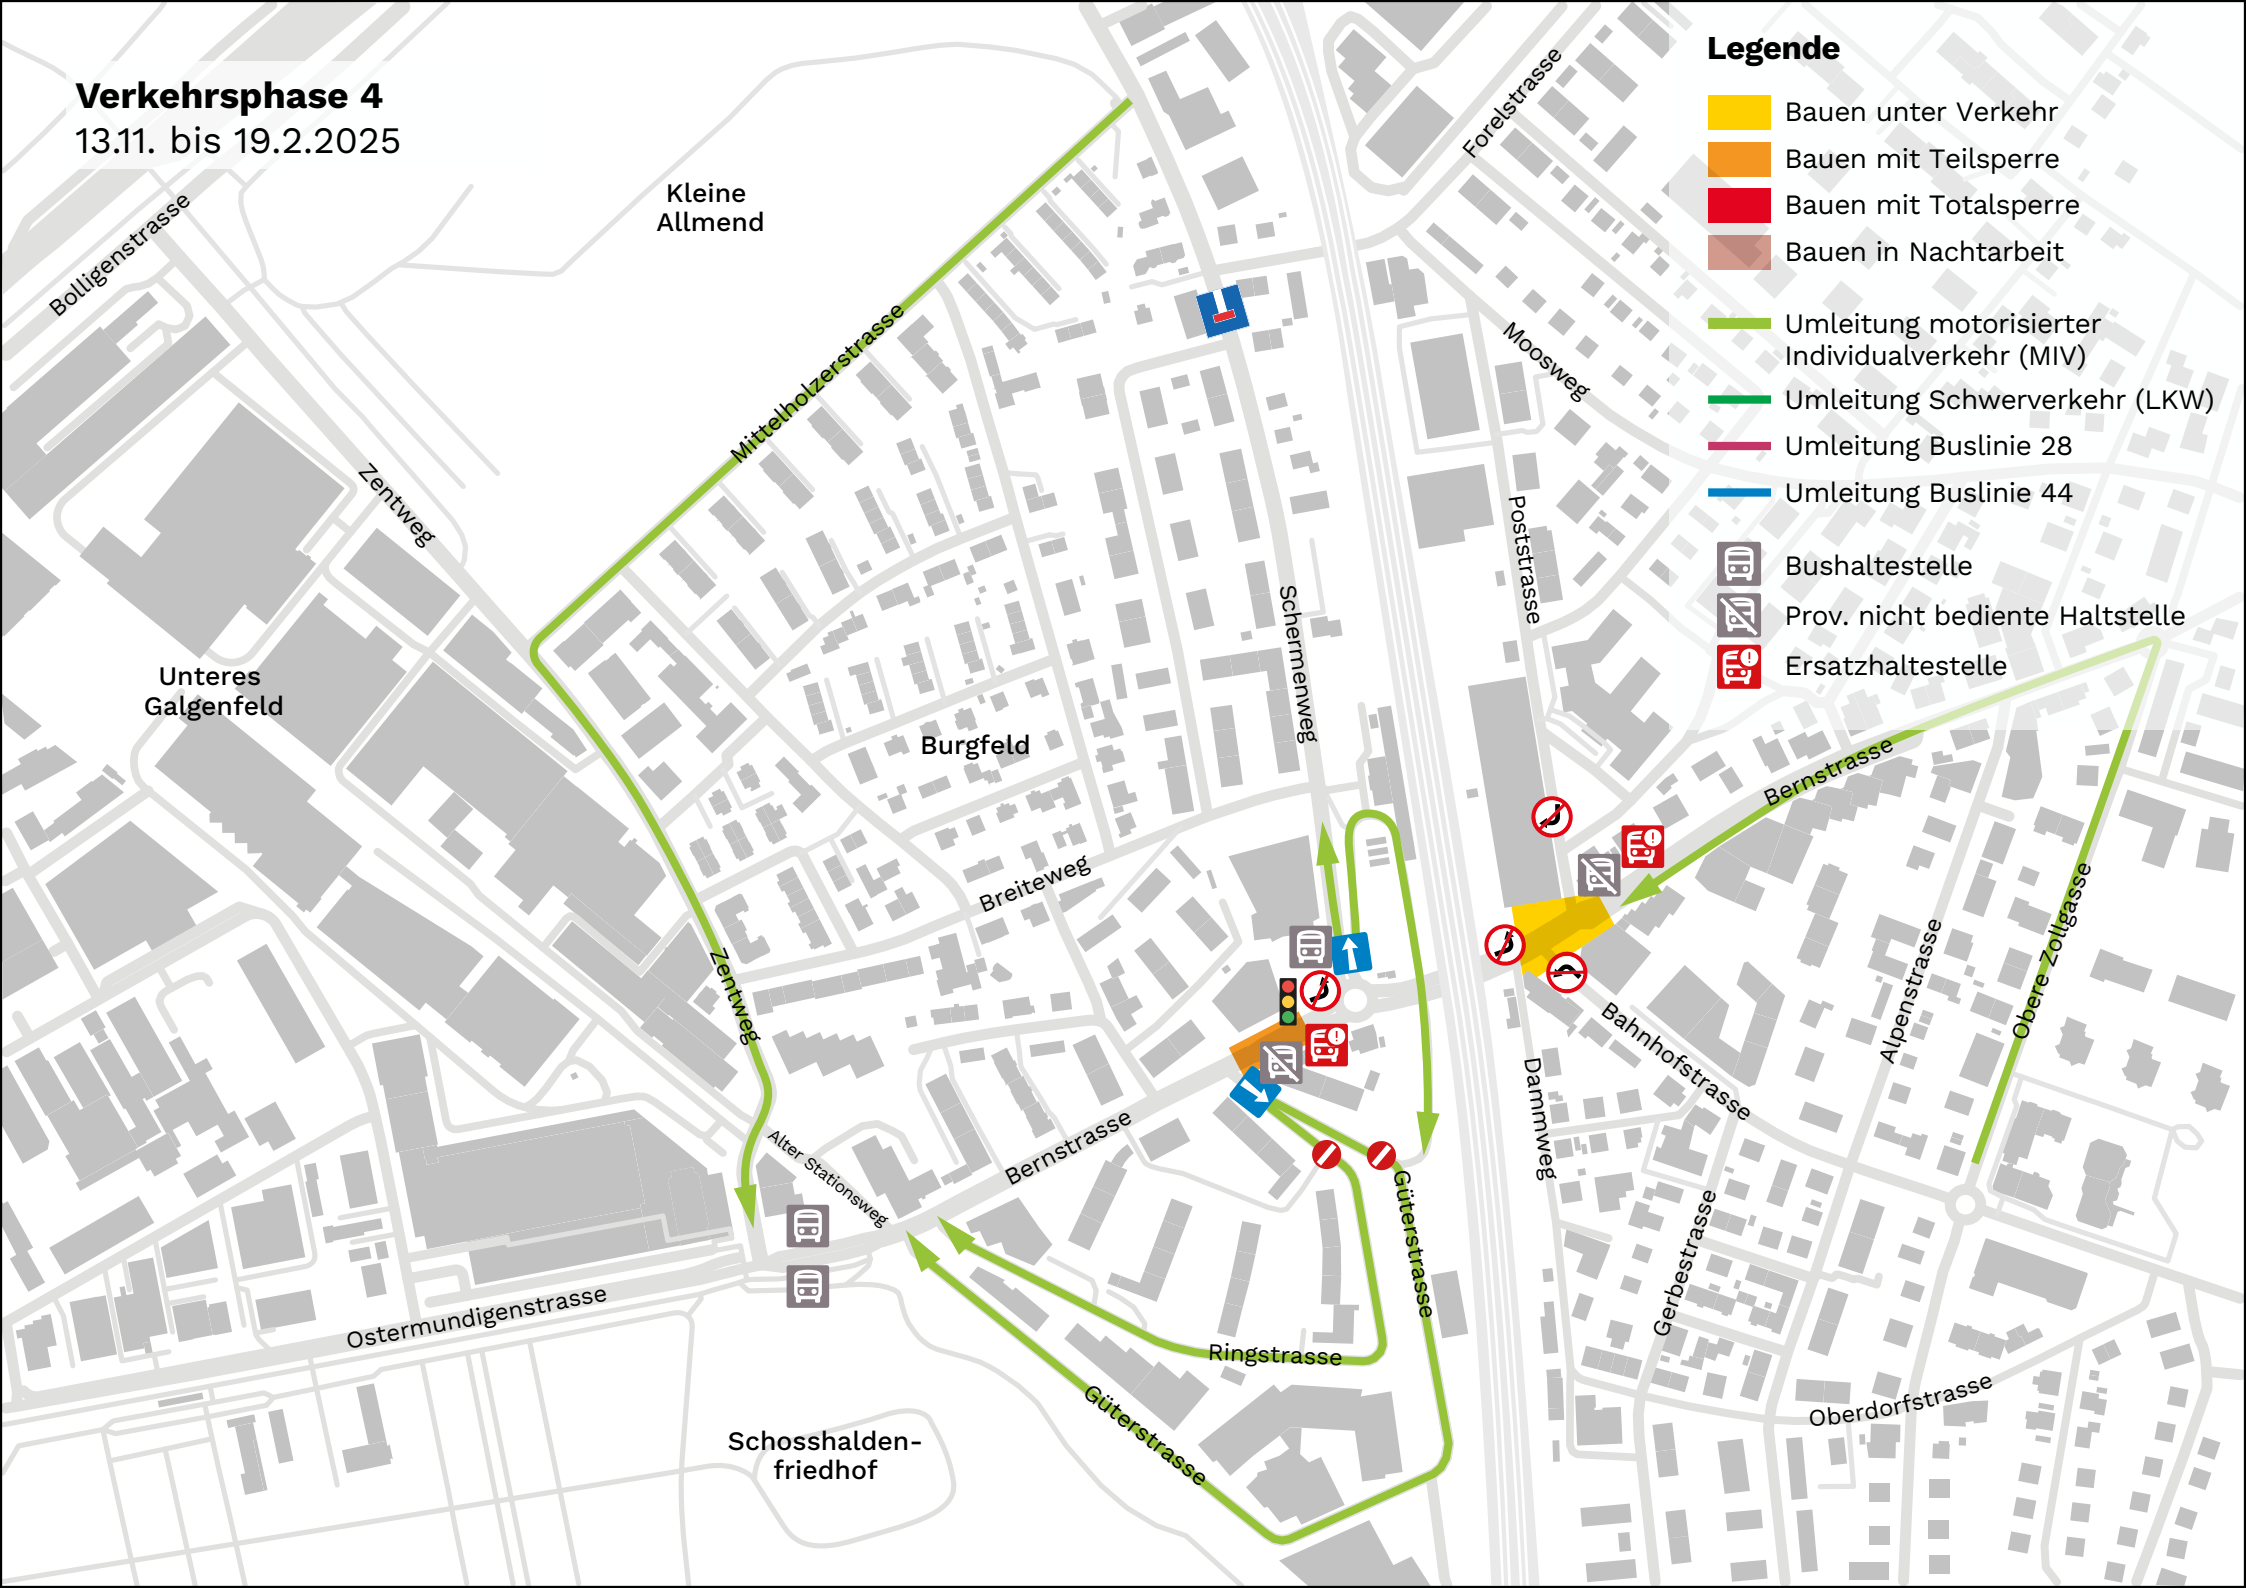 Verkehrsphase 4
13.11. bis 19.2.2025
Legende
Bauen unter Verkehr
Bauen mit Teilsperre
Bauen mit Totalsperre
Bauen in Nachtarbeit
Umleitung motorisierter
Individualverkehr (MIV)
Umleitung Schwerverkehr (LKW)
Umleitung Buslinie 28
Umleitung Buslinie 44
Bushaltestelle
Prov. nicht bediente Haltstelle
Ersatzhaltestelle
Kleine
Allmend
Forelstrasse
Bolligenstrasse
Mittelholzerstrasse
Moosweg
Zentweg
Poststrasse
Schermenweg
Unteres
Galgenfeld
Burgfeld
Bernstrasse
Breiteweg
Zentweg
Obere Zollgasse
Alpenstrasse
Bahnhofstrasse
Dammweg
Alter Stationsweg
Bernstrasse
Güterstrasse
Gerbestrasse
Ostermundigenstrasse
Ringstrasse
Güterstrasse
Oberdorfstrasse
Schosshalden-
friedhof